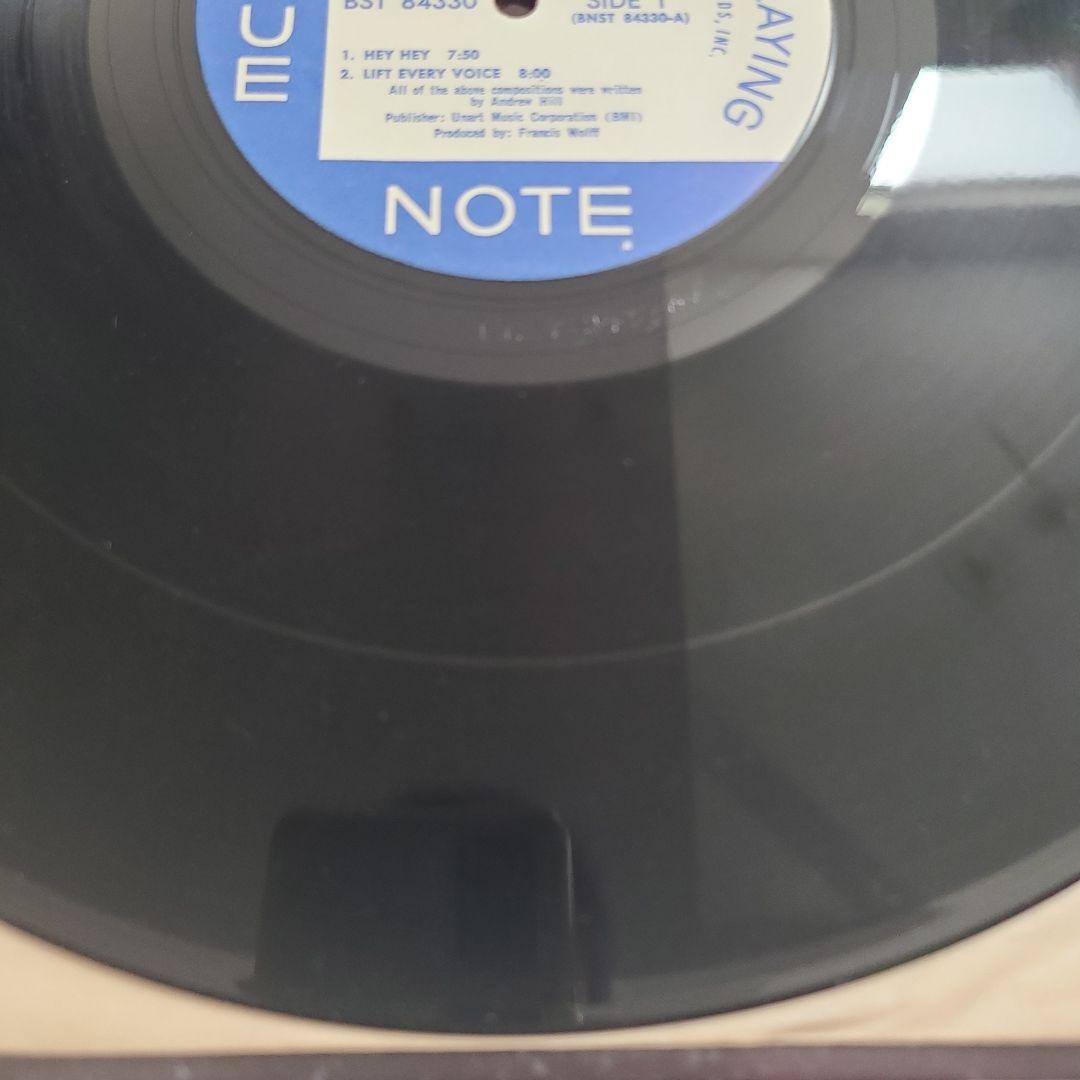 BST 84330
SIDE 1
(BNST 84330-A)
1. HEY HEY 7:50
2. LIFT EVERY VOICE 8:00
All of the above compositions were written
by Andrew Hill
Publisher: Unart Music Corporation (BMI)
Produced by: Francis Wolff
UE
NOTE
LAYING
DS, INC.